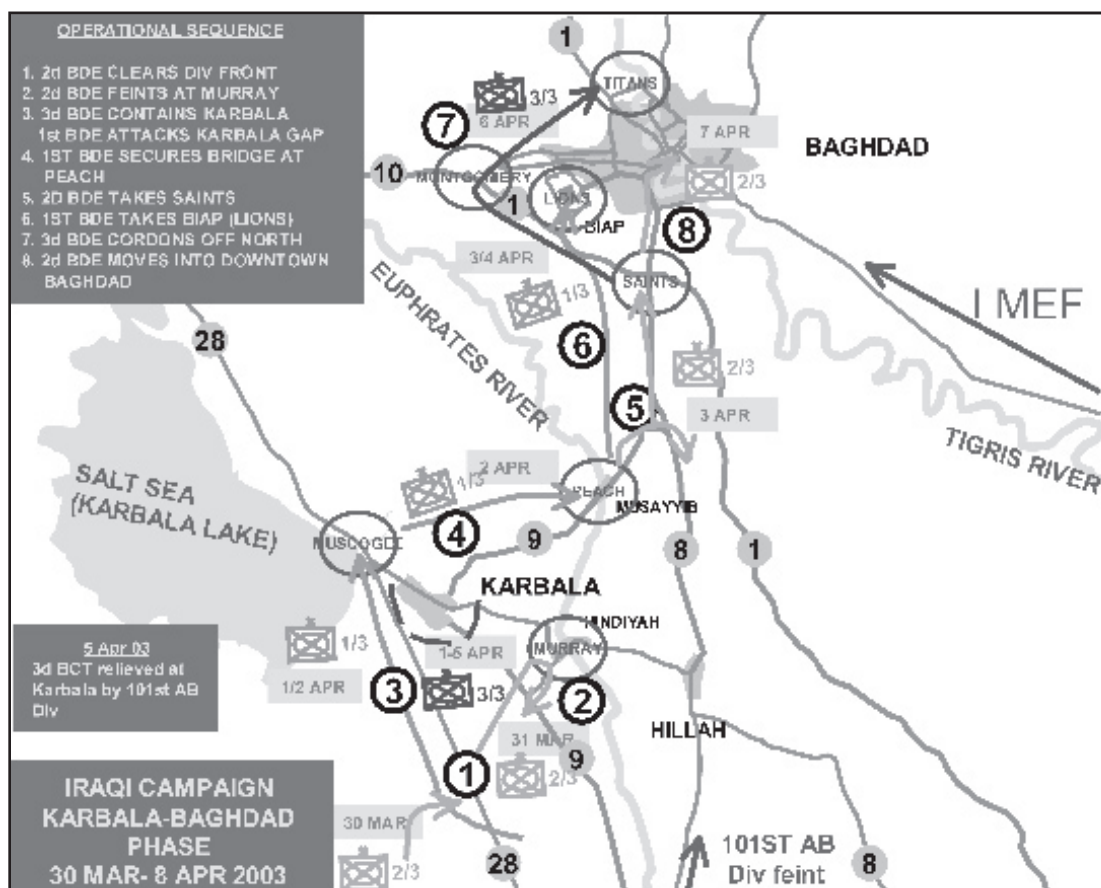 OPERATIONAL SEQUENCE
1. 2d BDE CLEARS DIV FRONT
2. 2d BDE FEINTS AT MURRAY
3. 3d BDE CONTAINS KARBALA
1st BDE ATTACKS KARBALA GAP
4. 1ST BDE SECURES BRIDGE AT
PEACH
5. 2D BDE TAKES SAINTS
6. 1ST BDE TAKES BIAP (LIONS)
7. 3d BDE CORDONS OFF NORTH
8. 2d BDE MOVES INTO DOWNTOWN
BAGHDAD
1
TITANS
3/3
6 APR
7
7 APR
BAGHDAD
10
MONTGOMERY
2/3
1
LIONS
BIAP
8
3/4 APR
SAINTS
EUPHRATES RIVER
1/3
I MEF
28
6
2/3
5
3 APR
TIGRIS RIVER
SALT SEA
(KARBALA LAKE)
2 APR
1/3
PEACH
MUSAYYIB
MUSCOGEE
4
9
8
1
KARBALA
HINDIYAH
1/3
1-5 APR
MURRAY
5 Apr 03
3d BCT relieved at
Karbala by 101st AB
Div
1/2 APR
3
3/3
2
HILLAH
31 MAR
9
1
2/3
IRAQI CAMPAIGN
KARBALA-BAGHDAD
PHASE
30 MAR- 8 APR 2003
30 MAR
2/3
28
101ST AB
Div feint
8